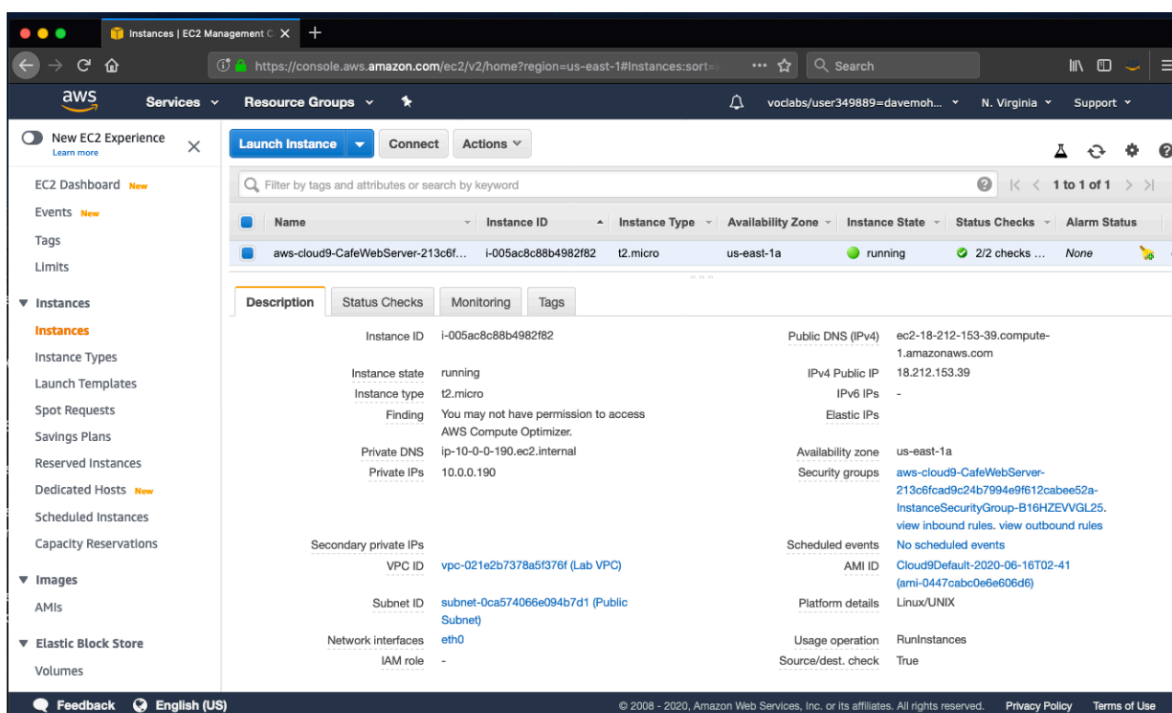 Instances | EC2 Management C
https://console.aws.amazon.com/ec2/v2/home?region=us-east-1#Instances:sort=
Search
aws
Services
Resource Groups
voclabs/user349889=davemoh...
N. Virginia
Support
New EC2 Experience
Learn more
EC2 Dashboard New
Events New
Tags
Limits
Instances
Instances
Instance Types
Launch Templates
Spot Requests
Savings Plans
Reserved Instances
Dedicated Hosts New
Scheduled Instances
Capacity Reservations
Images
AMIs
Elastic Block Store
Volumes
Launch Instance
Connect
Actions
Filter by tags and attributes or search by keyword
1 to 1 of 1
Name Instance ID Instance Type Availability Zone Instance State Status Checks Alarm Status
aws-cloud9-CafeWebServer-213c6f... i-005ac8c88b4982f82 t2.micro us-east-1a running 2/2 checks ... None
Description Status Checks Monitoring Tags
Instance ID i-005ac8c88b4982f82
Instance state running
Instance type t2.micro
Finding You may not have permission to access
AWS Compute Optimizer.
Private DNS ip-10-0-0-190.ec2.internal
Private IPs 10.0.0.190
Secondary private IPs
VPC ID vpc-021e2b7378a5f376f (Lab VPC)
Subnet ID subnet-0ca574066e094b7d1 (Public
Subnet)
Network interfaces eth0
IAM role -
Public DNS (IPv4) ec2-18-212-153-39.compute-
1.amazonaws.com
IPv4 Public IP 18.212.153.39
IPv6 IPs -
Elastic IPs
Availability zone us-east-1a
Security groups aws-cloud9-CafeWebServer-
213c6fcad9c24b7994e9f612cabee52a-
InstanceSecurityGroup-B16HZEVVGL25.
view inbound rules. view outbound rules
Scheduled events No scheduled events
AMI ID Cloud9Default-2020-06-16T02-41
(ami-0447cabc0e6e606d6)
Platform details Linux/UNIX
Usage operation RunInstances
Source/dest. check True
Feedback
English (US)
© 2008 - 2020, Amazon Web Services, Inc. or its affiliates. All rights reserved.
Privacy Policy
Terms of Use